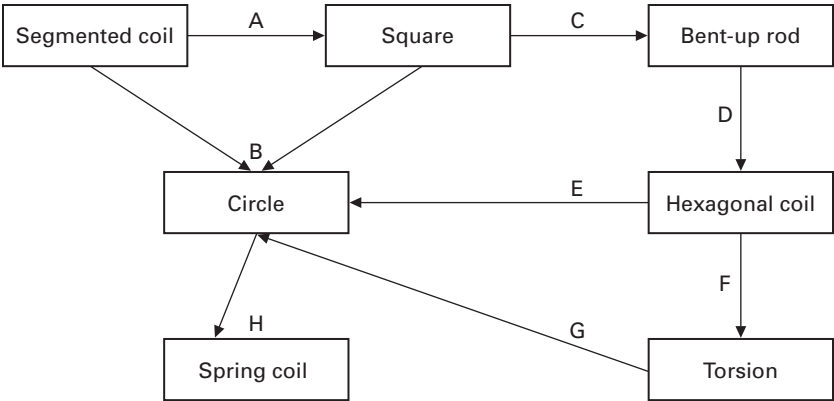 Segmented coil
A
Square
C
Bent-up rod
B
D
Circle
E
Hexagonal coil
F
H
G
Spring coil
Torsion